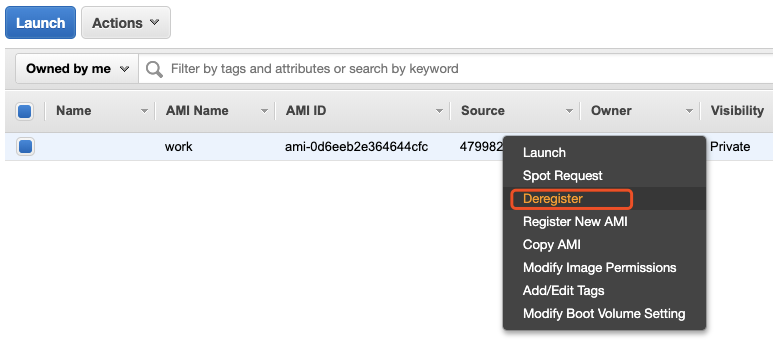 Launch Actions
Owned by me Filter by tags and attributes or search by keyword
Name AMI Name AMI ID Source Owner Visibility
work ami-0d6eeb2e364644cfc 479982 Private
Launch
Spot Request
Deregister
Register New AMI
Copy AMI
Modify Image Permissions
Add/Edit Tags
Modify Boot Volume Setting